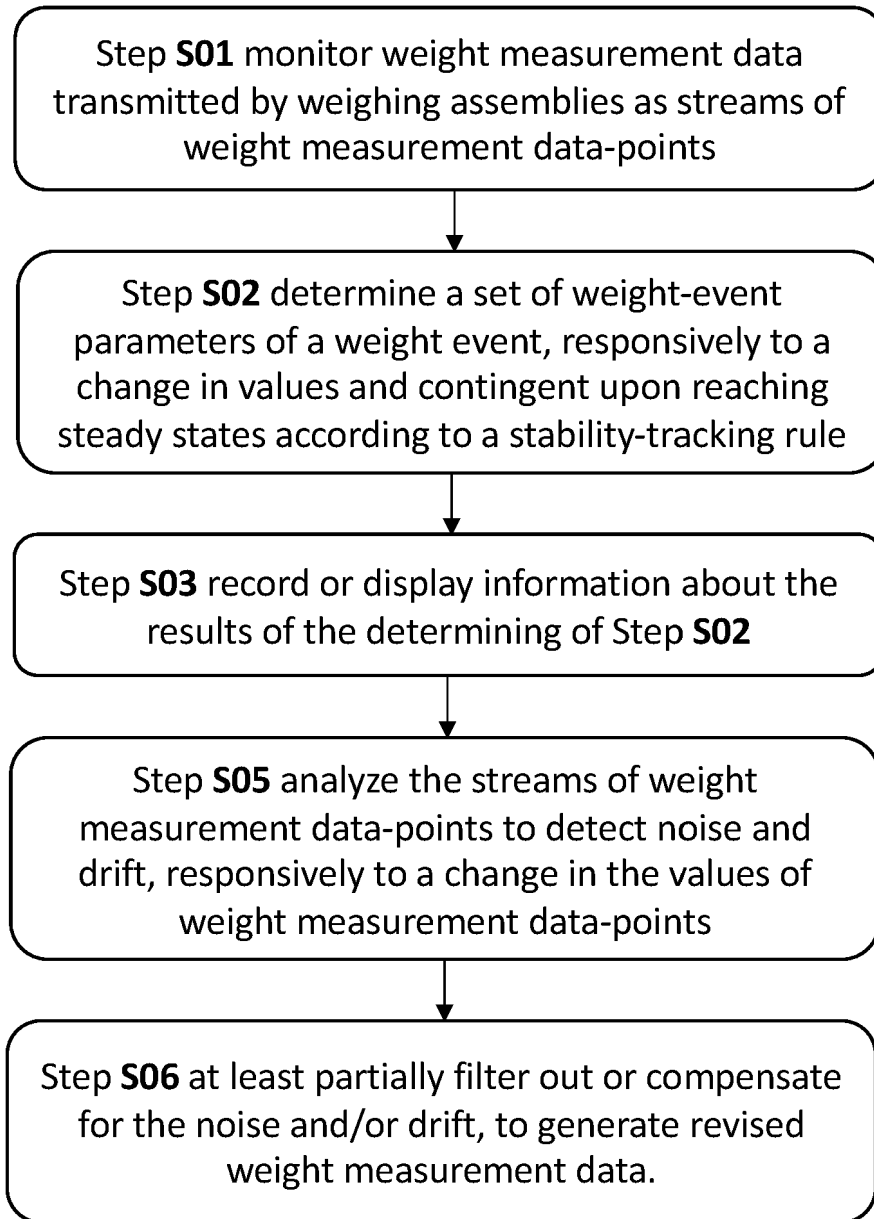 Step S01 monitor weight measurement data
transmitted by weighing assemblies as streams of
weight measurement data-points
Step S02 determine a set of weight-event
parameters of a weight event, responsively to a
change in values and contingent upon reaching
steady states according to a stability-tracking rule
Step S03 record or display information about the
results of the determining of Step S02
Step S05 analyze the streams of weight
measurement data-points to detect noise and
drift, responsively to a change in the values of
weight measurement data-points
Step S06 at least partially filter out or compensate
for the noise and/or drift, to generate revised
weight measurement data.